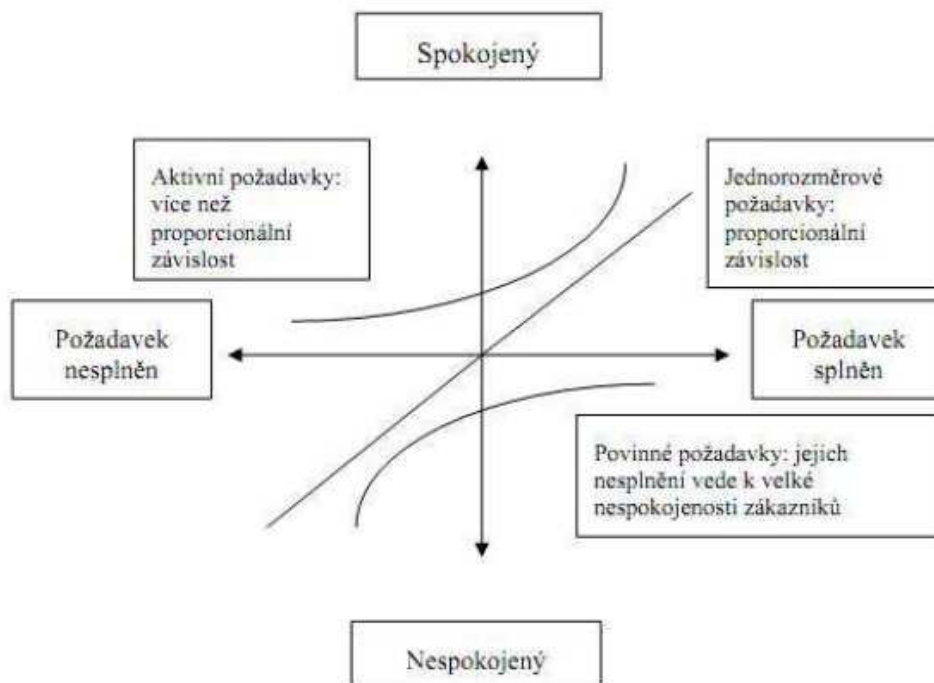 Spokojený
Aktivní požadavky:
více než
proporcionální
závislost
Jednorozměrové
požadavky:
proporcionální
závislost
Požadavek
nesplněn
Požadavek
splněn
Povinné požadavky: jejich
nesplnění vede k velké
nespokojenosti zákazníků
Nespokojený